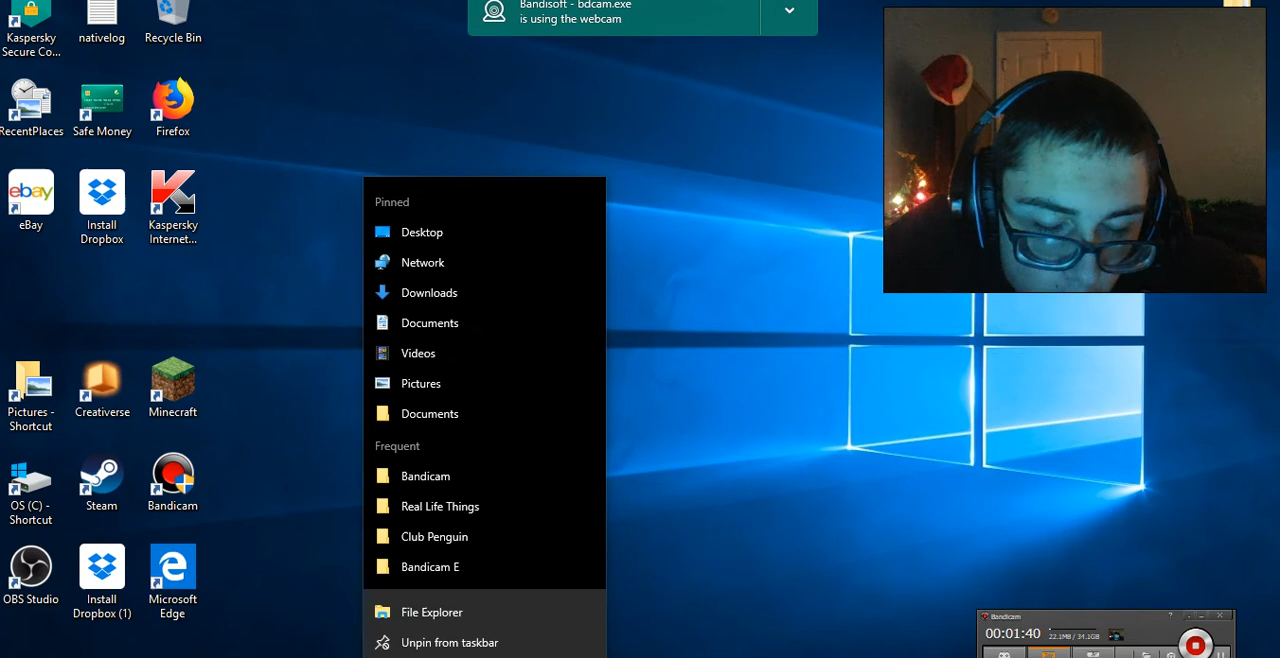 Bandisoft - bdcam.exe
is using the webcam
Kaspersky
Secure Co...
nativelog
Recycle Bin
RecentPlaces
Safe Money
Firefox
ebay
eBay
Install
Dropbox
Kaspersky
Internet...
Pictures -
Shortcut
Creativerse
Minecraft
OS (C) -
Shortcut
Steam
Bandicam
OBS Studio
Install
Dropbox (1)
Microsoft
Edge
Pinned
Desktop
Network
Downloads
Documents
Videos
Pictures
Documents
Frequent
Bandicam
Real Life Things
Club Penguin
Bandicam E
File Explorer
Unpin from taskbar
Bandicam
00:01:40
22.1MB / 34.1GB